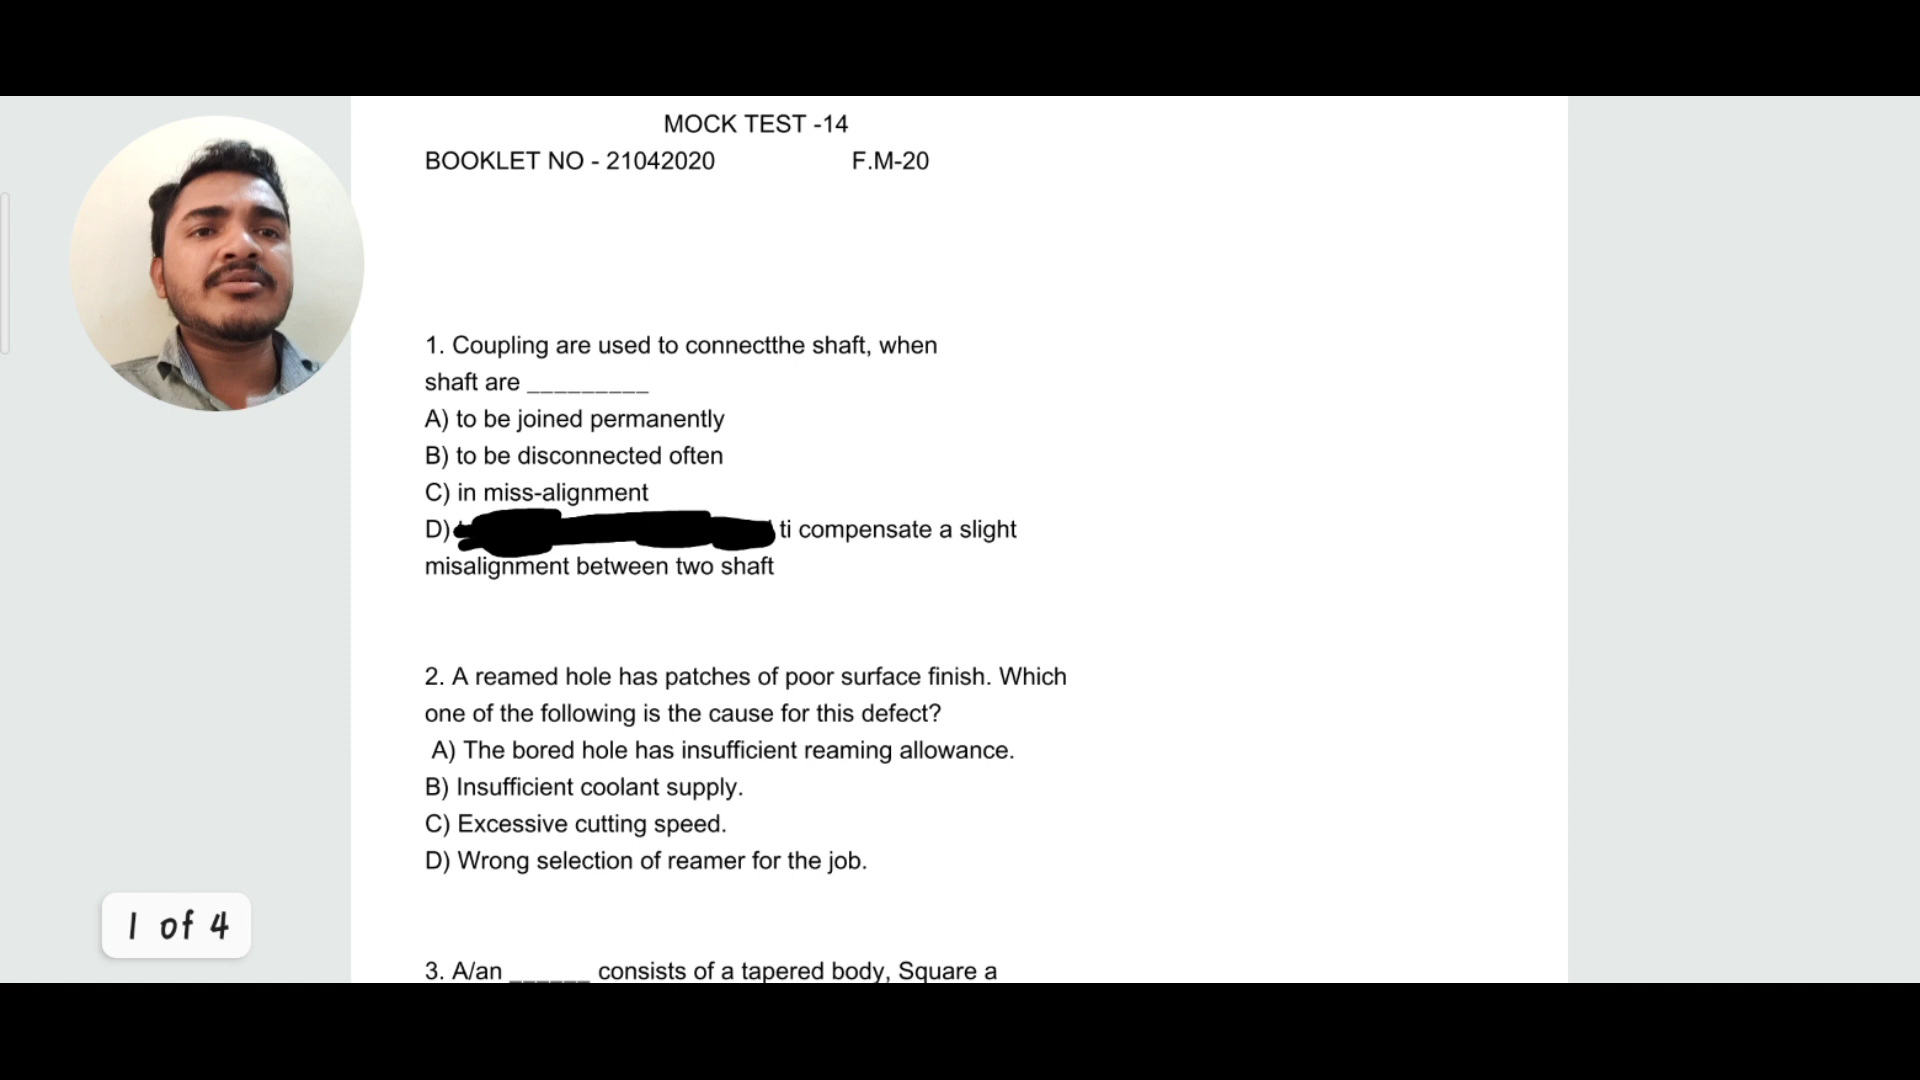 MOCK TEST -14
BOOKLET NO - 21042020 F.M-20
1. Coupling are used to connectthe shaft, when
shaft are _________
A) to be joined permanently
B) to be disconnected often
C) in miss-alignment
D) ti compensate a slight
misalignment between two shaft
2. A reamed hole has patches of poor surface finish. Which
one of the following is the cause for this defect?
A) The bored hole has insufficient reaming allowance.
B) Insufficient coolant supply.
C) Excessive cutting speed.
D) Wrong selection of reamer for the job.
1 of 4
3. A/an ______ consists of a tapered body, Square a